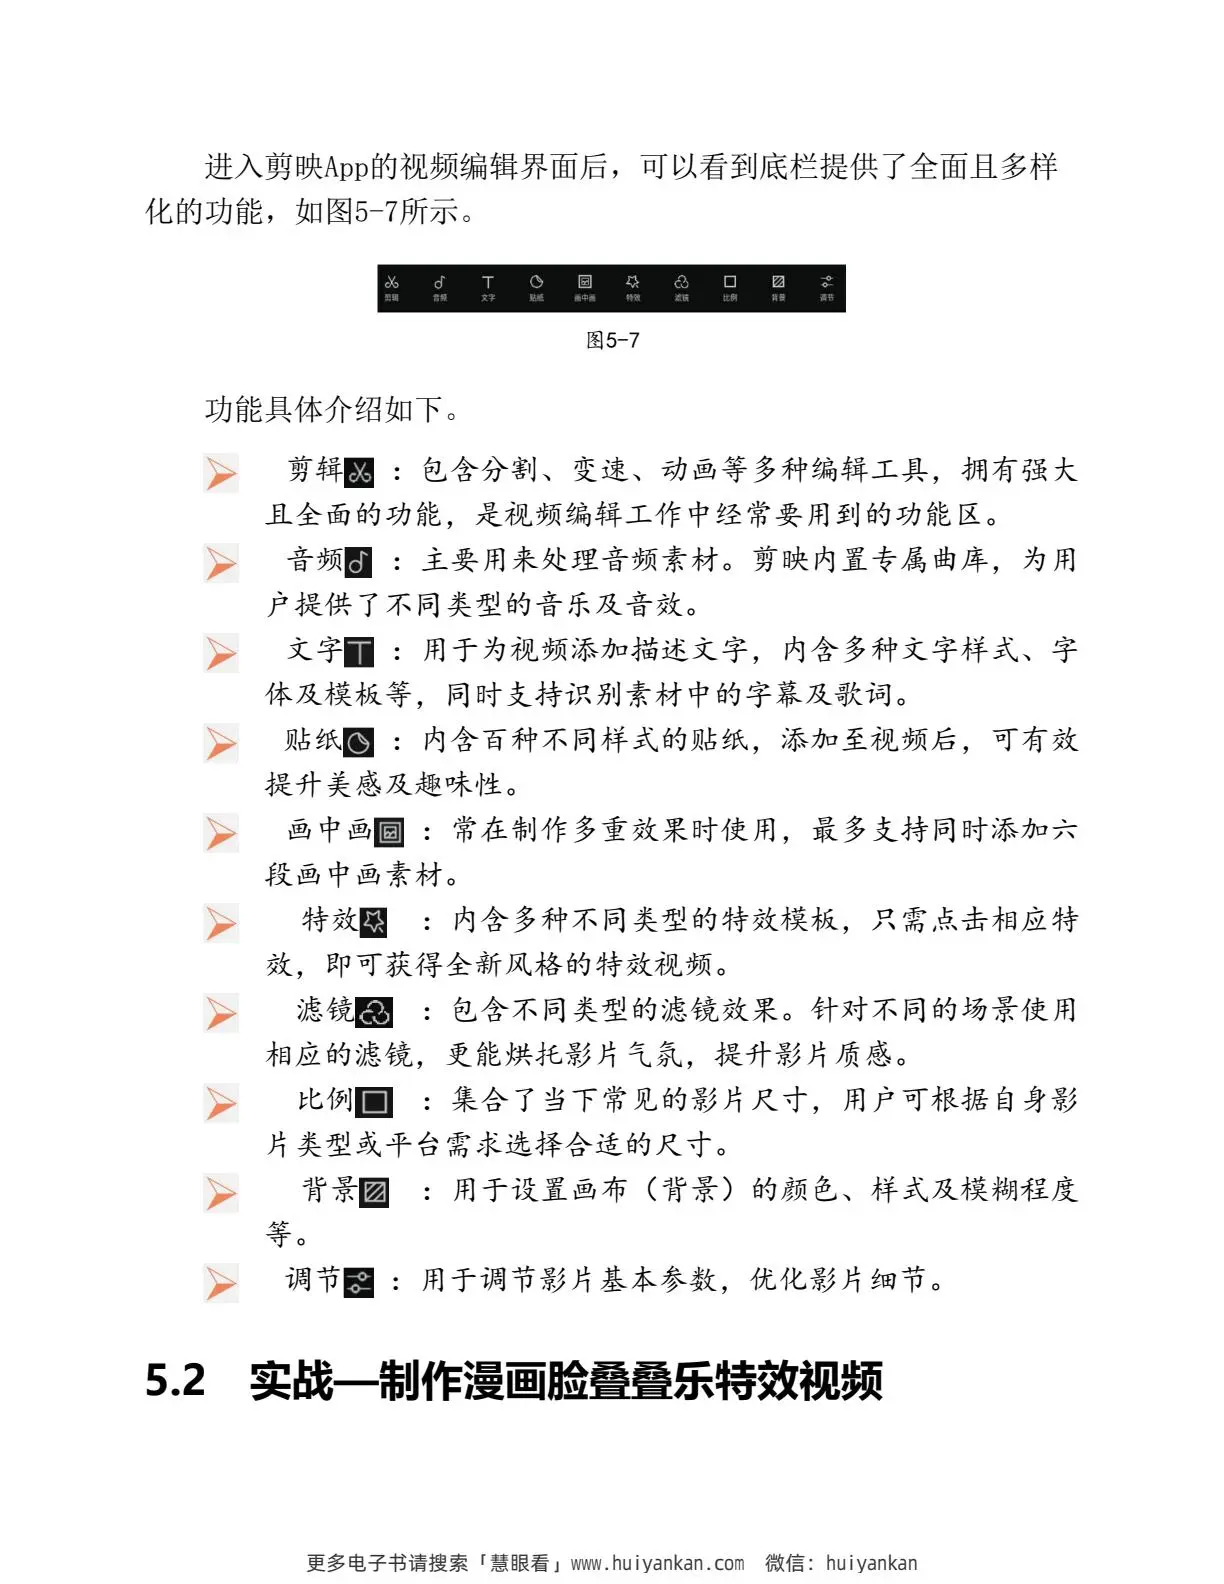 进入剪映App的视频编辑界面后，可以看到底栏提供了全面且多样
化的功能，如图5-7所示。
剪辑 音频 文字 贴纸 画中画 特效 滤镜 比例 背景 调节
图5-7
功能具体介绍如下。
剪辑：包含分割、变速、动画等多种编辑工具，拥有强大
且全面的功能，是视频编辑工作中经常要用到的功能区。
音频：主要用来处理音频素材。剪映内置专属曲库，为用
户提供了不同类型的音乐及音效。
文字：用于为视频添加描述文字，内含多种文字样式、字
体及模板等，同时支持识别素材中的字幕及歌词。
贴纸：内含百种不同样式的贴纸，添加至视频后，可有效
提升美感及趣味性。
画中画：常在制作多重效果时使用，最多支持同时添加六
段画中画素材。
特效：内含多种不同类型的特效模板，只需点击相应特
效，即可获得全新风格的特效视频。
滤镜：包含不同类型的滤镜效果。针对不同的场景使用
相应的滤镜，更能烘托影片气氛，提升影片质感。
比例：集合了当下常见的影片尺寸，用户可根据自身影
片类型或平台需求选择合适的尺寸。
背景：用于设置画布（背景）的颜色、样式及模糊程度
等。
调节：用于调节影片基本参数，优化影片细节。
5.2 实战—制作漫画脸叠叠乐特效视频
更多电子书请搜索「慧眼看」www.huiyankan.com 微信：huiyankan